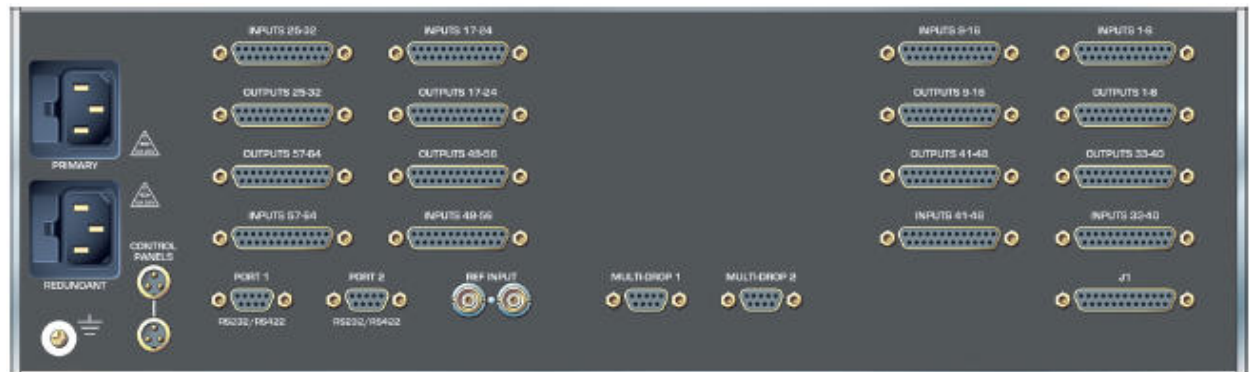 INPUTS 25-32 INPUTS 17-24 INPUTS 9-16 INPUTS 1-8
OUTPUTS 25-32 OUTPUTS 17-24 OUTPUTS 9-16 OUTPUTS 1-8
PRIMARY
OUTPUTS 57-64 OUTPUTS 49-56 OUTPUTS 41-48 OUTPUTS 33-40
INPUTS 57-64 INPUTS 49-56 INPUTS 41-48 INPUTS 33-40
CONTROL
PANELS
REDUNDANT
PORT 1 PORT 2 REF INPUT MULTI-DROP 1 MULTI-DROP 2 J1
RS232/RS422 RS232/RS422